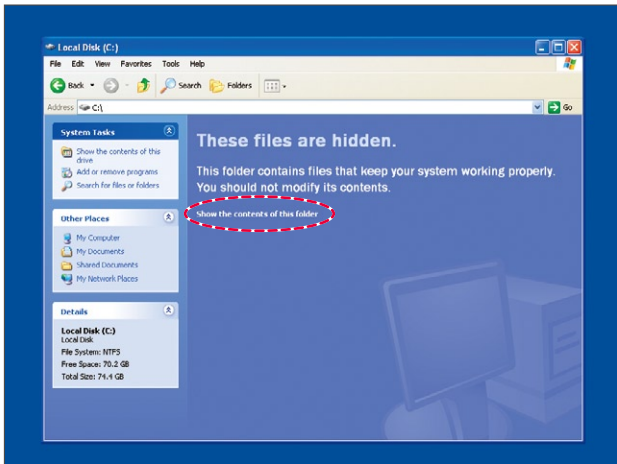 Local Disk (C:)
File Edit View Favorites Tools Help
Back Search Folders
Address C:\ Go
System Tasks
Show the contents of this
drive
Add or remove programs
Search for files or folders
Other Places
My Computer
My Documents
Shared Documents
My Network Places
Details
Local Disk (C:)
Local Disk
File System: NTFS
Free Space: 70.2 GB
Total Size: 74.4 GB
These files are hidden.
This folder contains files that keep your system working properly.
You should not modify its contents.
Show the contents of this folder